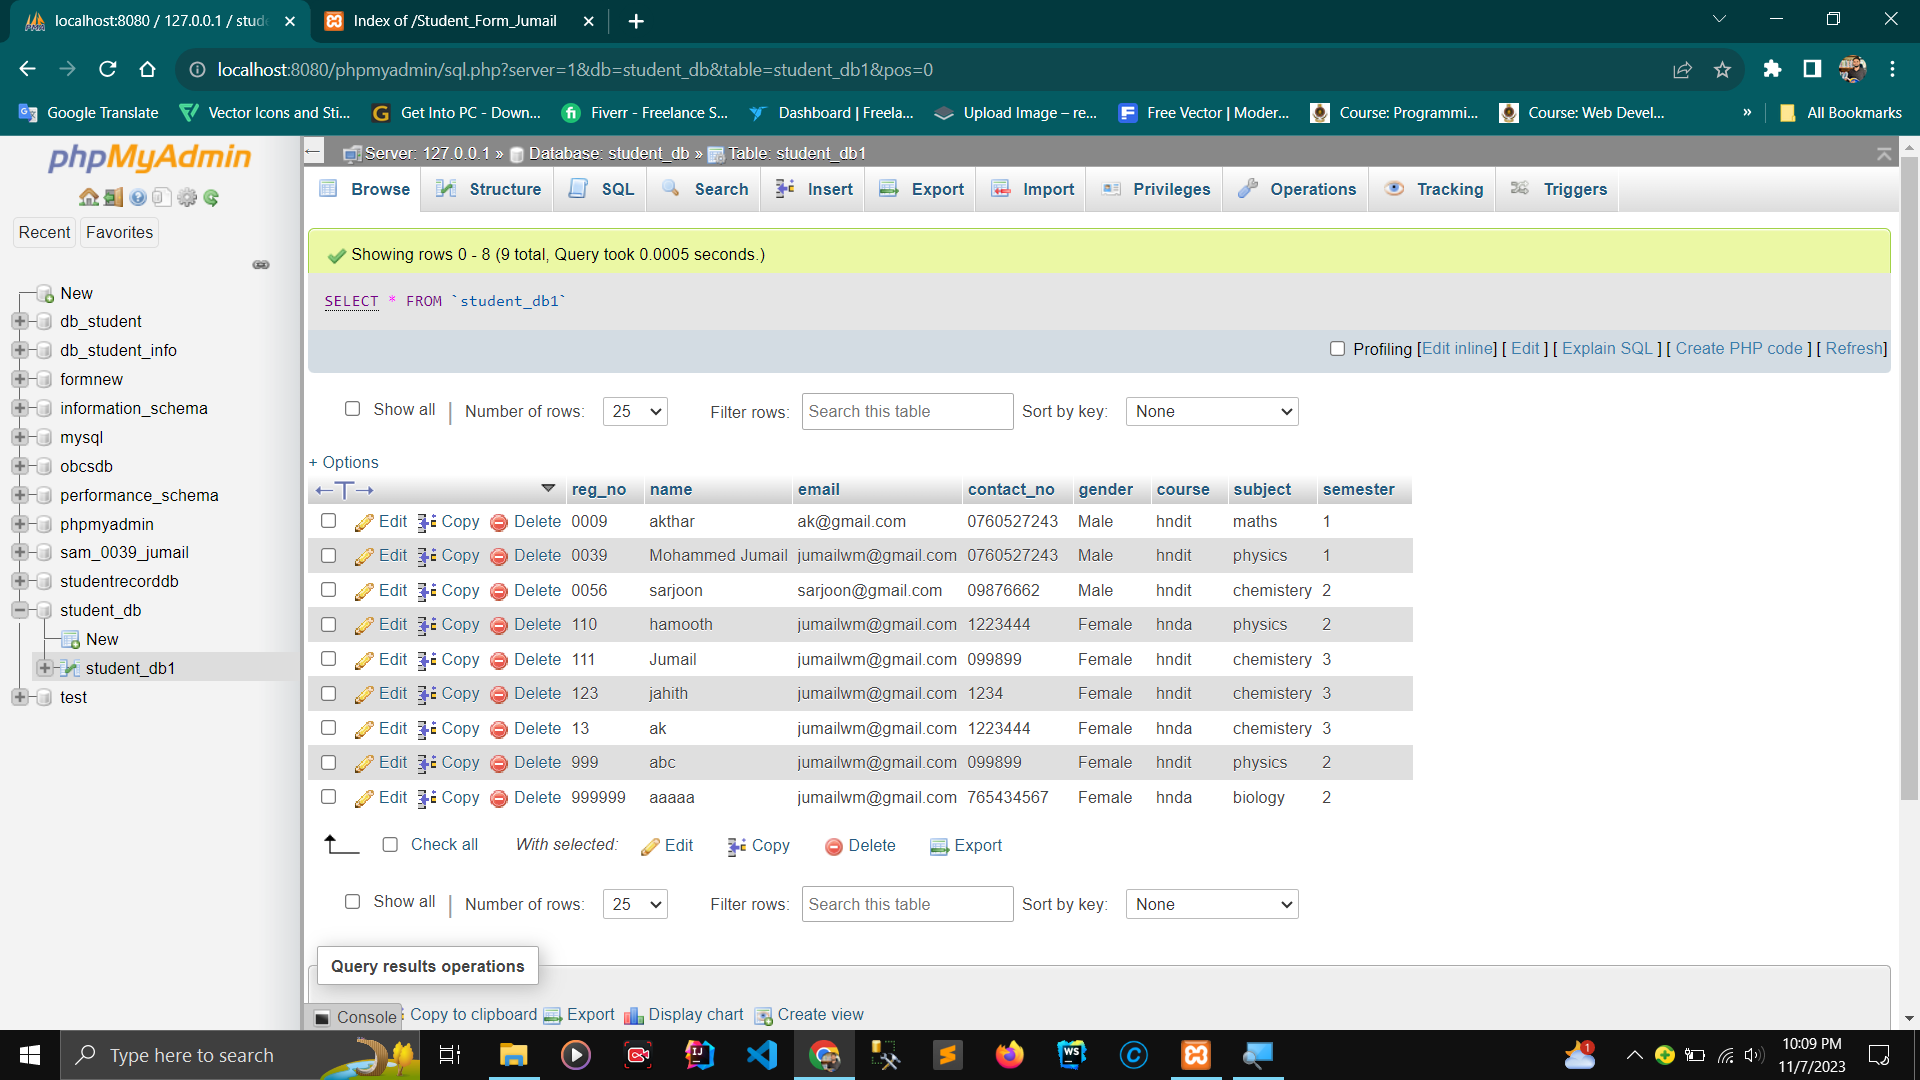 localhost:8080 / 127.0.0.1 / stude
Index of /Student_Form_Jumail
localhost:8080/phpmyadmin/sql.php?server=1&db=student_db&table=student_db1&pos=0
Google Translate Vector Icons and Sti... Get Into PC - Down... Fiverr - Freelance S... Dashboard | Freela... Upload Image – re... Free Vector | Moder... Course: Programmi... Course: Web Devel... » All Bookmarks
phpMyAdmin
Recent Favorites
New
db_student
db_student_info
formnew
information_schema
mysql
obcsdb
performance_schema
phpmyadmin
sam_0039_jumail
studentrecorddb
student_db
New
student_db1
test
Server: 127.0.0.1 » Database: student_db » Table: student_db1
Browse Structure SQL Search Insert Export Import Privileges Operations Tracking Triggers
Showing rows 0 - 8 (9 total, Query took 0.0005 seconds.)
SELECT * FROM `student_db1`
Profiling [Edit inline] [ Edit ] [ Explain SQL ] [ Create PHP code ] [ Refresh]
Show all | Number of rows: 25 Filter rows: Search this table Sort by key: None
+ Options
←T→ reg_no name email contact_no gender course subject semester
Edit Copy Delete 0009 akthar ak@gmail.com 0760527243 Male hndit maths 1
Edit Copy Delete 0039 Mohammed Jumail jumailwm@gmail.com 0760527243 Male hndit physics 1
Edit Copy Delete 0056 sarjoon sarjoon@gmail.com 09876662 Male hndit chemistery 2
Edit Copy Delete 110 hamooth jumailwm@gmail.com 1223444 Female hnda physics 2
Edit Copy Delete 111 Jumail jumailwm@gmail.com 099899 Female hndit chemistery 3
Edit Copy Delete 123 jahith jumailwm@gmail.com 1234 Female hndit chemistery 3
Edit Copy Delete 13 ak jumailwm@gmail.com 1223444 Female hnda chemistery 3
Edit Copy Delete 999 abc jumailwm@gmail.com 099899 Female hndit physics 2
Edit Copy Delete 999999 aaaaa jumailwm@gmail.com 765434567 Female hnda biology 2
Check all With selected: Edit Copy Delete Export
Show all | Number of rows: 25 Filter rows: Search this table Sort by key: None
Query results operations
Console Copy to clipboard Export Display chart Create view
Type here to search
1
10:09 PM
11/7/2023